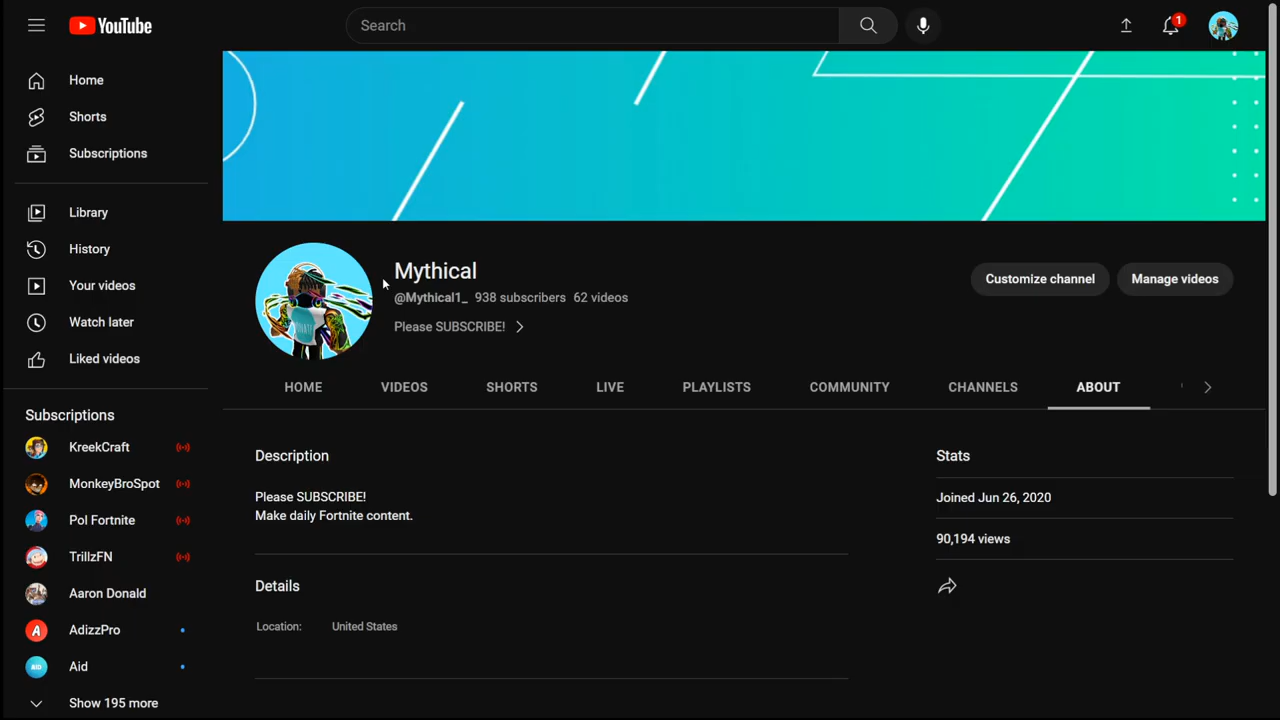 YouTube
Search
1
Home
Shorts
Subscriptions
Library
History
Your videos
Watch later
Liked videos
Subscriptions
KreekCraft
MonkeyBroSpot
Pol Fortnite
TrillzFN
Aaron Donald
A
AdizzPro
AID
Aid
Show 195 more
Mythical
@Mythical1_ 938 subscribers 62 videos
Please SUBSCRIBE!
Customize channel
Manage videos
HOME
VIDEOS
SHORTS
LIVE
PLAYLISTS
COMMUNITY
CHANNELS
ABOUT
Description
Please SUBSCRIBE!
Make daily Fortnite content.
Details
Location:
United States
Stats
Joined Jun 26, 2020
90,194 views